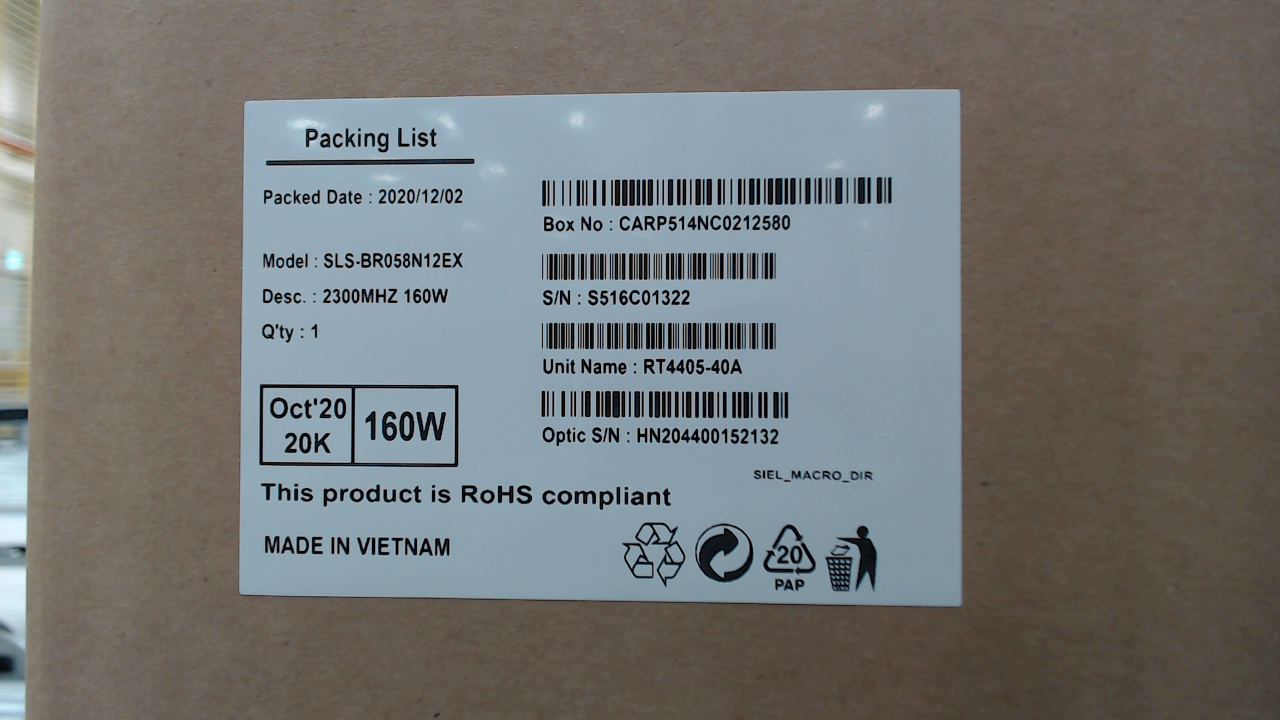 Packing List
Packed Date : 2020/12/02
Box No : CARP514NC0212580
Model : SLS-BR058N12EX
Desc. : 2300MHZ 160W
S/N : S516C01322
Q'ty : 1
Unit Name : RT4405-40A
Oct'20
20K
160W
Optic S/N : HN204400152132
SIEL_MACRO_DIR
This product is RoHS compliant
MADE IN VIETNAM
20
PAP